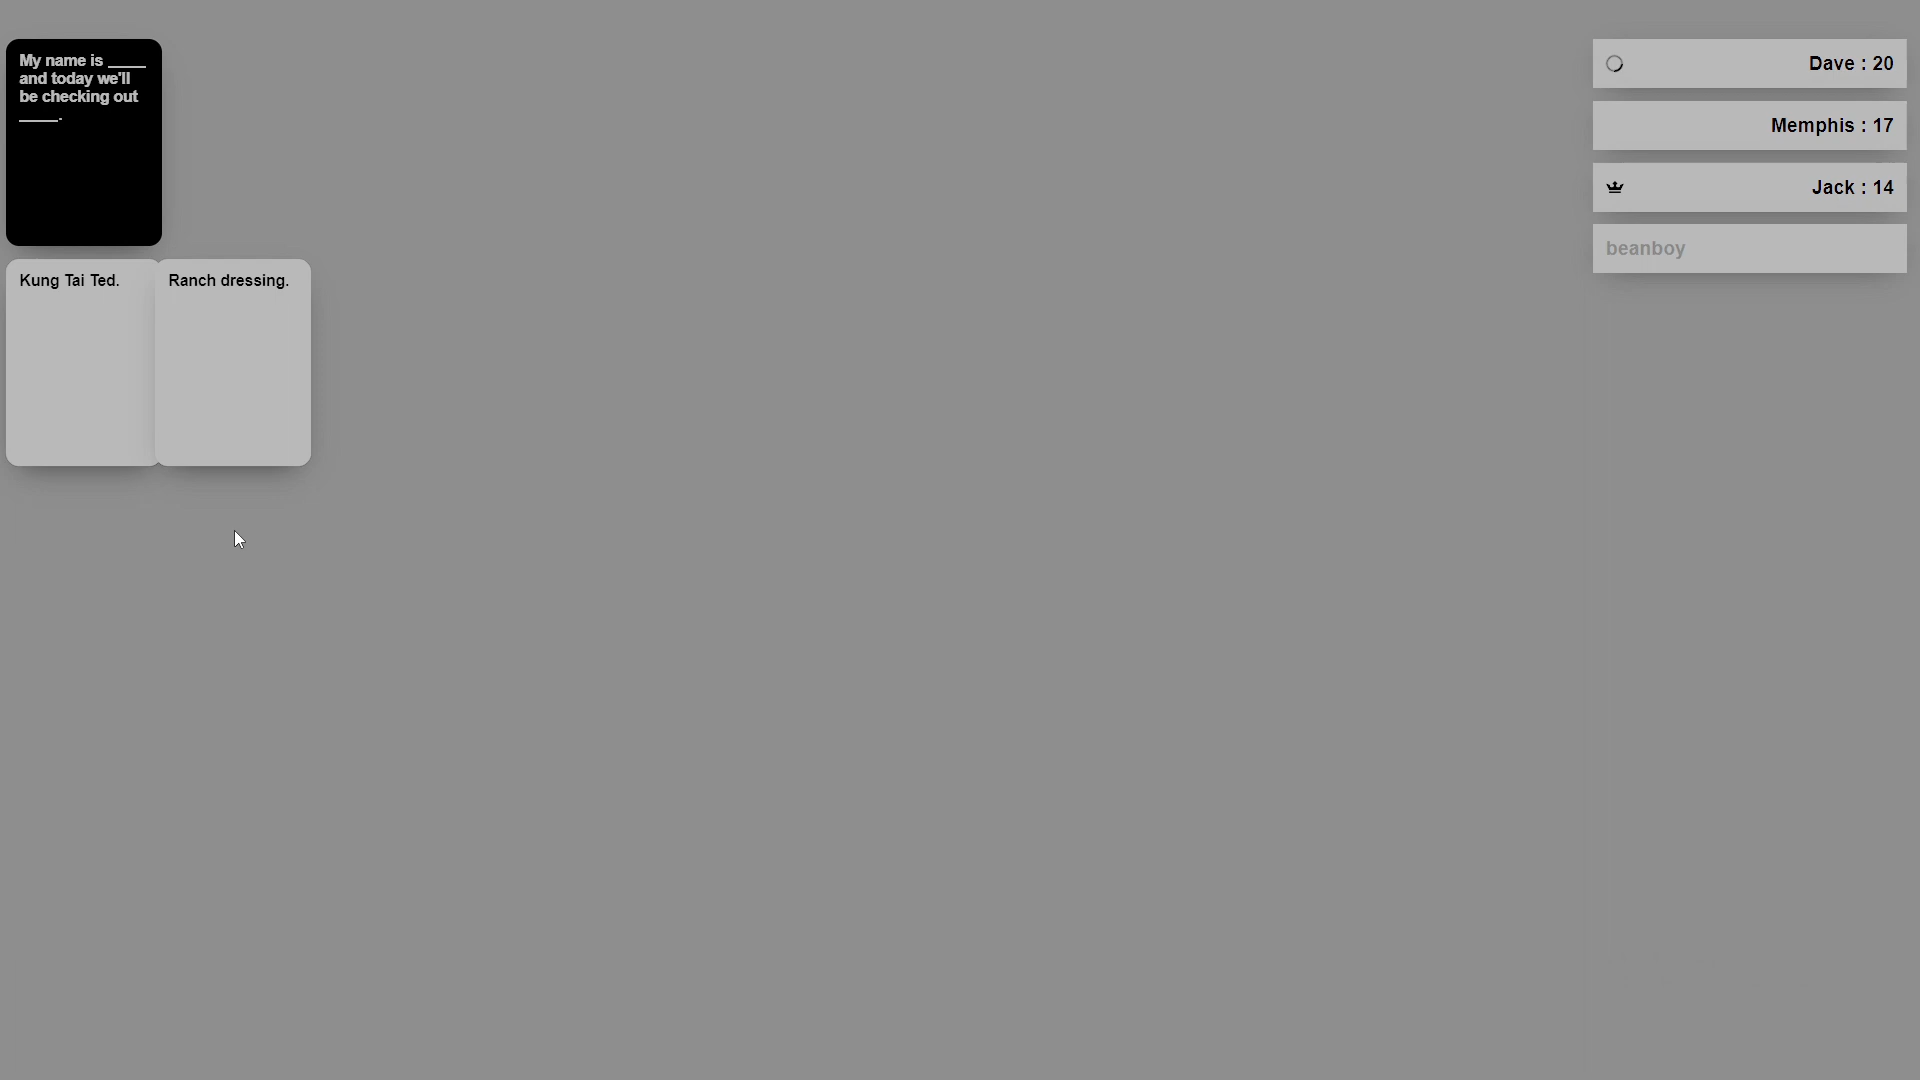 My name is _____
and today we'll
be checking out
_____.
Kung Tai Ted.
Ranch dressing.
Dave : 20
Memphis : 17
Jack : 14
beanboy